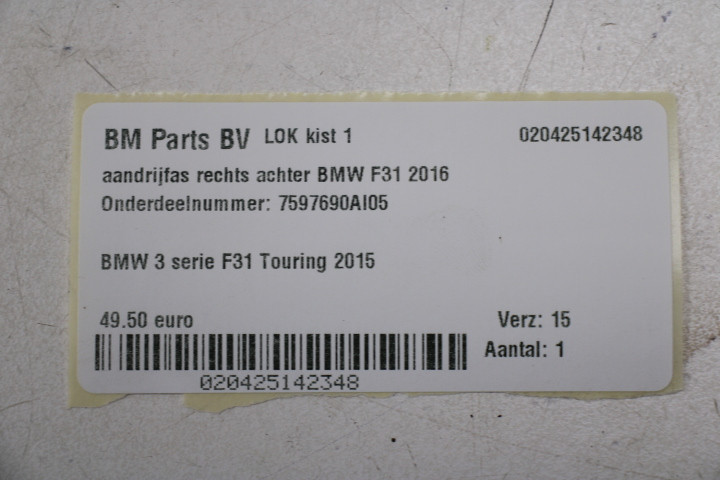 BM Parts BV LOK kist 1 020425142348
aandrijfas rechts achter BMW F31 2016
Onderdeelnummer: 7597690AI05
BMW 3 serie F31 Touring 2015
49.50 euro Verz: 15
Aantal: 1
020425142348